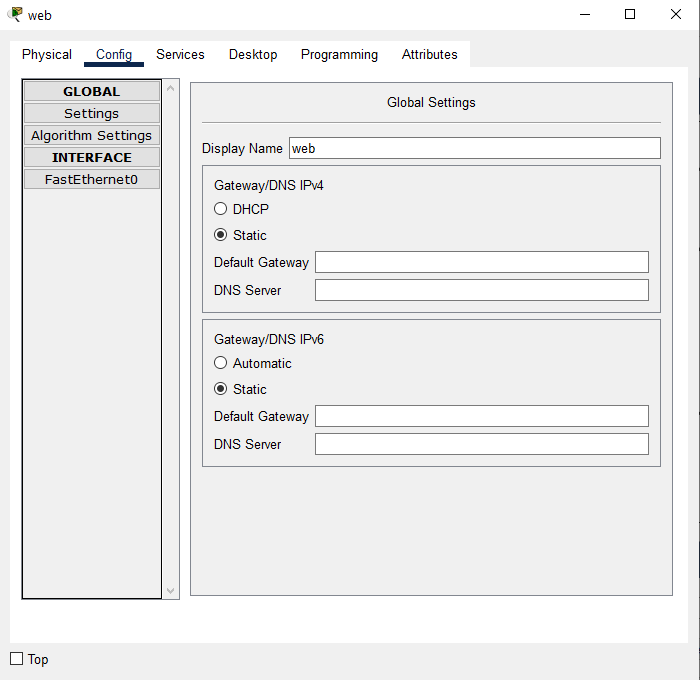 web
Physical Config Services Desktop Programming Attributes
GLOBAL
Settings
Algorithm Settings
INTERFACE
FastEthernet0
Global Settings
Display Name web
Gateway/DNS IPv4
DHCP
Static
Default Gateway
DNS Server
Gateway/DNS IPv6
Automatic
Static
Default Gateway
DNS Server
Top